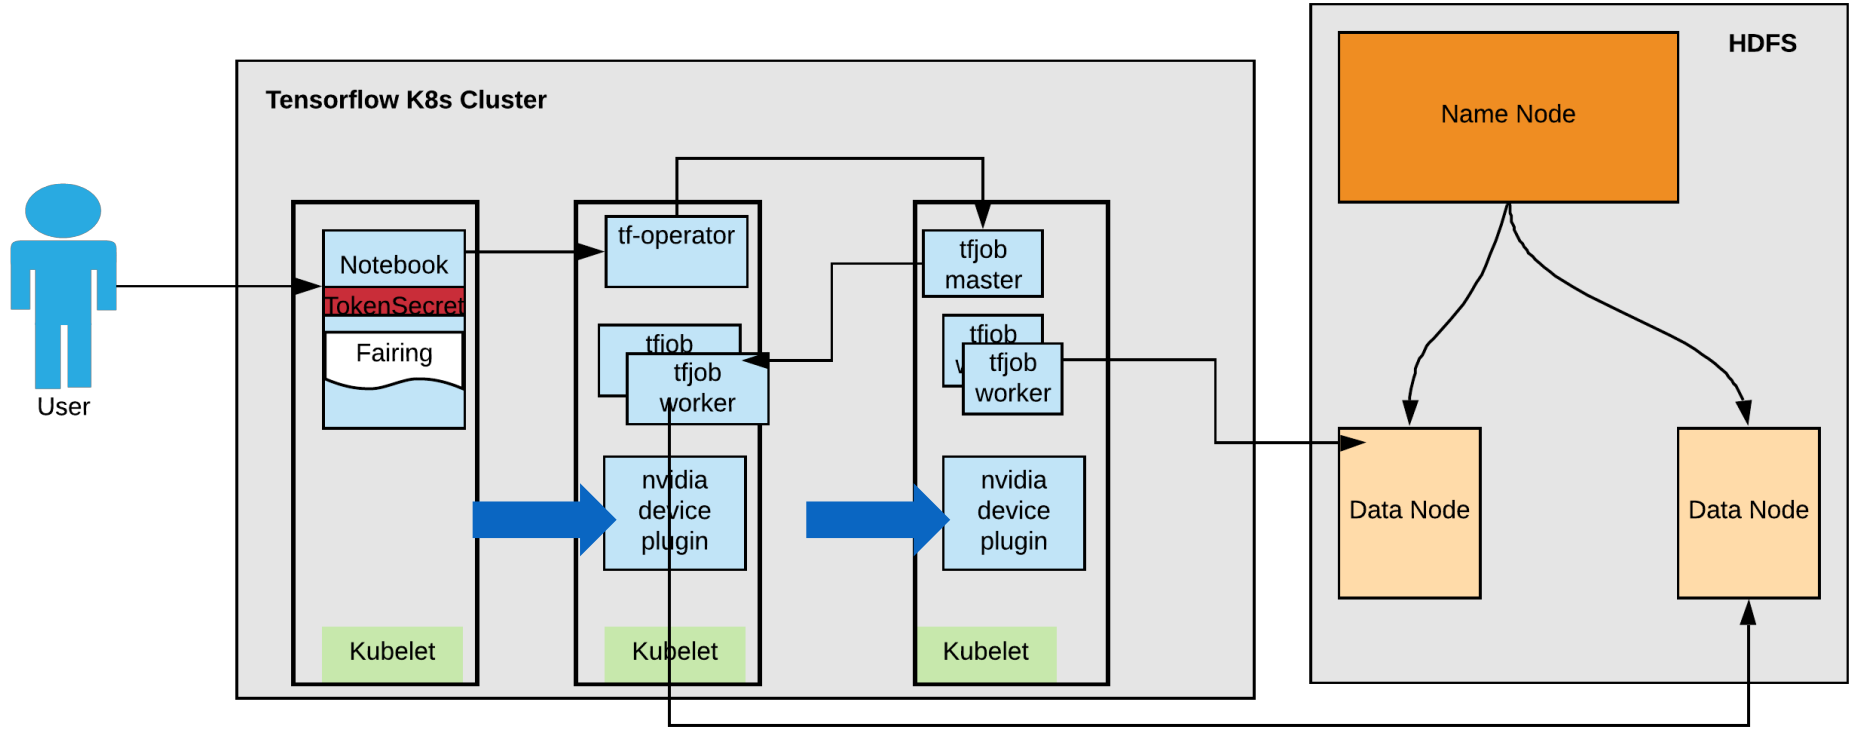 HDFS
Name Node
Tensorflow K8s Cluster
User
Notebook
TokenSecret
Fairing
Kubelet
tf-operator
tfjob
tfjob
worker
nvidia
device
plugin
Kubelet
tfjob
master
tfjob
tfjob
worker
nvidia
device
plugin
Kubelet
Data Node
Data Node